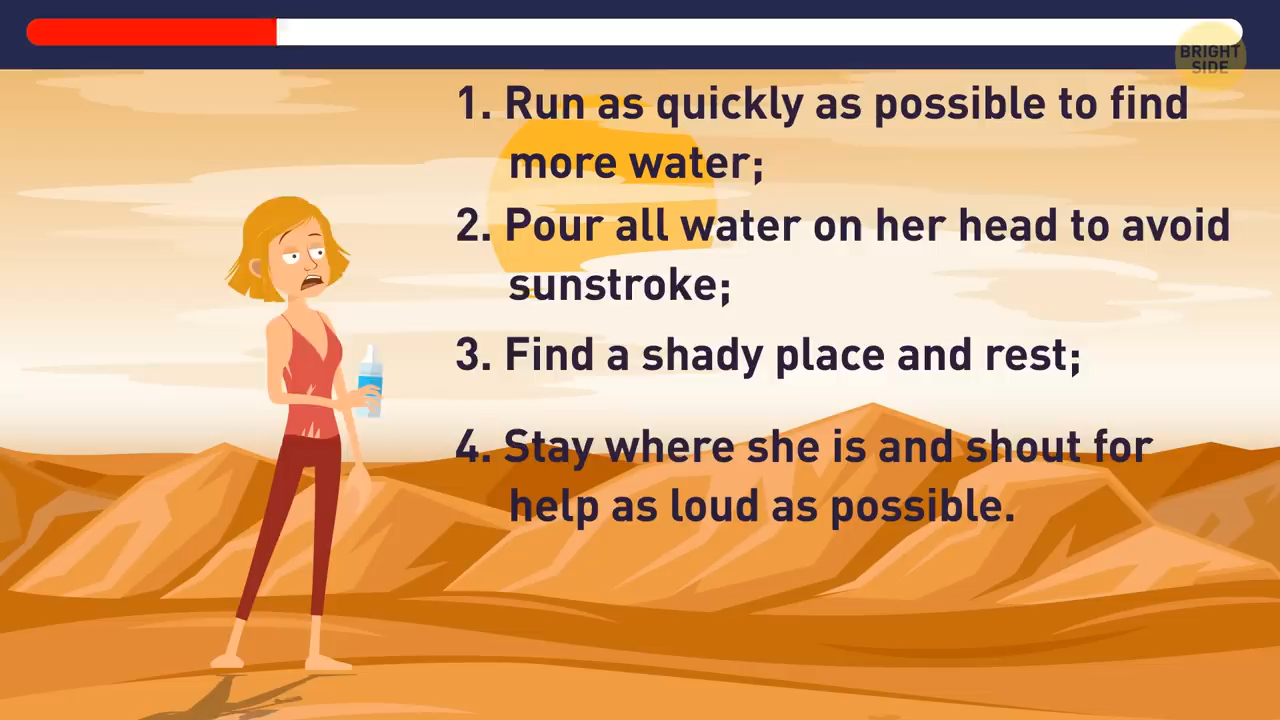 BRIGHT
SIDE
1. Run as quickly as possible to find
more water;
2. Pour all water on her head to avoid
sunstroke;
3. Find a shady place and rest;
4. Stay where she is and shout for
help as loud as possible.